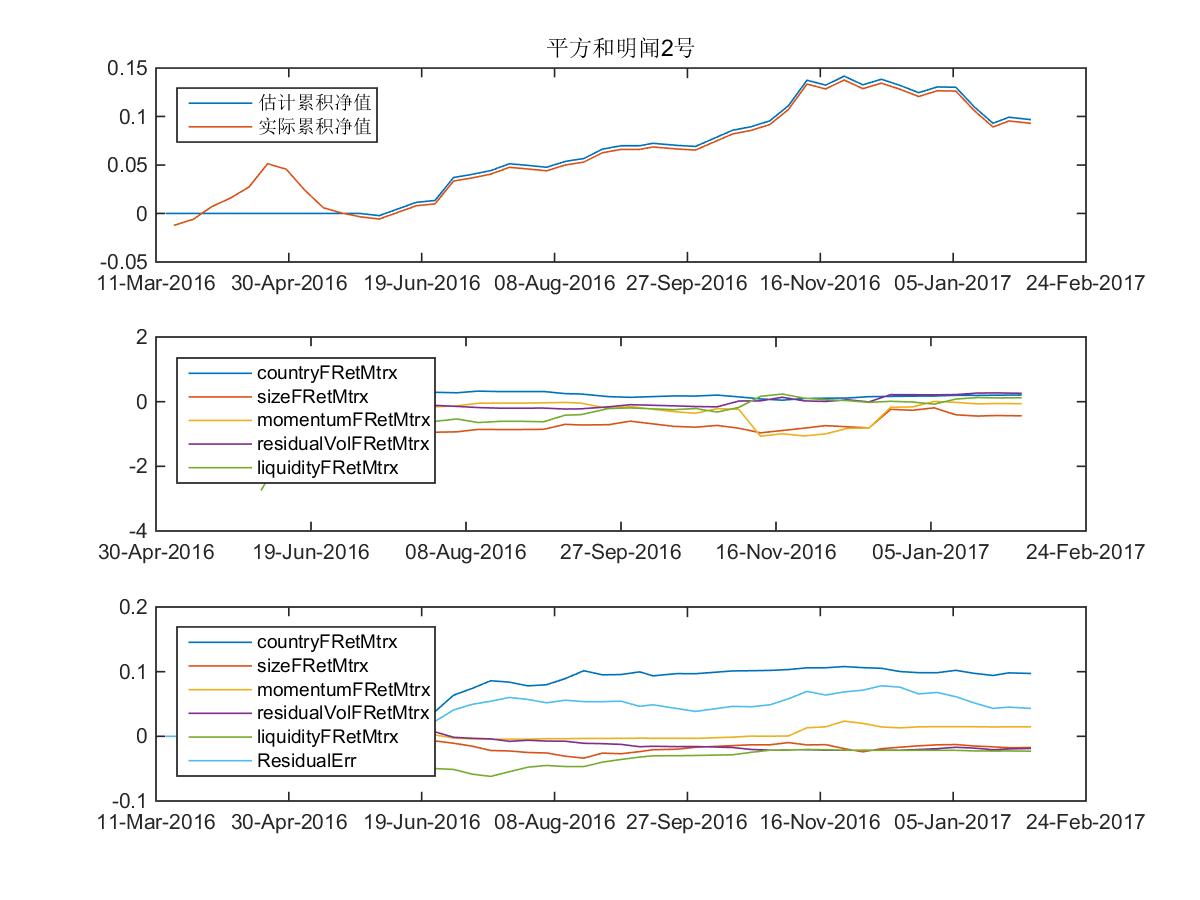 平方和明闻2号
0.15
0.1
0.05
0
-0.05
估计累积净值
实际累积净值
11-Mar-2016 30-Apr-2016 19-Jun-2016 08-Aug-2016 27-Sep-2016 16-Nov-2016 05-Jan-2017 24-Feb-2017
2
0
-2
-4
countryFRetMtrx
sizeFRetMtrx
momentumFRetMtrx
residualVolFRetMtrx
liquidityFRetMtrx
30-Apr-2016 19-Jun-2016 08-Aug-2016 27-Sep-2016 16-Nov-2016 05-Jan-2017 24-Feb-2017
0.2
0.1
0
-0.1
countryFRetMtrx
sizeFRetMtrx
momentumFRetMtrx
residualVolFRetMtrx
liquidityFRetMtrx
ResidualErr
11-Mar-2016 30-Apr-2016 19-Jun-2016 08-Aug-2016 27-Sep-2016 16-Nov-2016 05-Jan-2017 24-Feb-2017